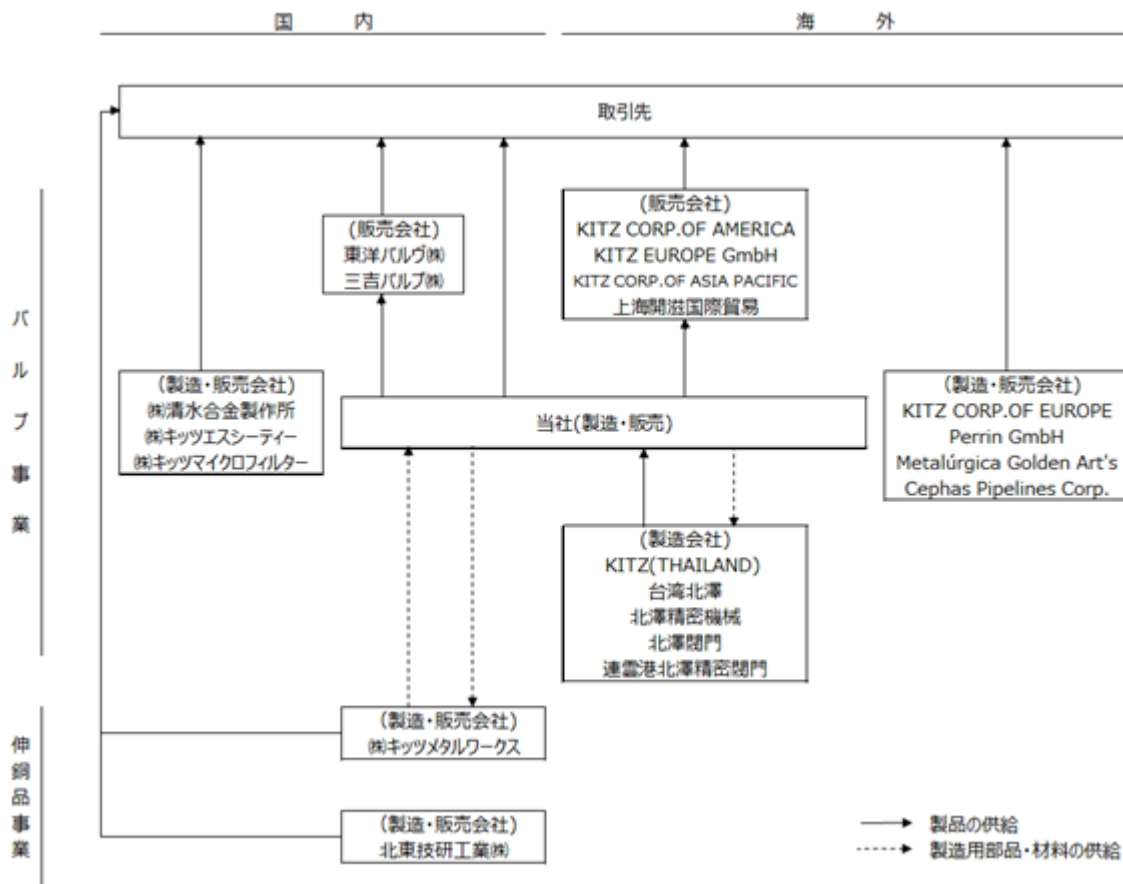 国 内
海 外
取引先
(販売会社)
東洋バルヴ㈱
三吉バルブ㈱
(販売会社)
KITZ CORP.OF AMERICA
KITZ EUROPE GmbH
KITZ CORP.OF ASIA PACIFIC
上海開滋国際貿易
バルブ事業
(製造・販売会社)
㈱清水合金製作所
㈱キッツエスシーティー
㈱キッツマイクロフィルター
当社(製造・販売)
(製造・販売会社)
KITZ CORP.OF EUROPE
Perrin GmbH
Metalúrgica Golden Art's
Cephas Pipelines Corp.
(製造会社)
KITZ(THAILAND)
台湾北澤
北澤精密機械
北澤閥門
連雲港北澤精密閥門
伸銅品事業
(製造・販売会社)
㈱キッツメタルワークス
(製造・販売会社)
北東技研工業㈱
製品の供給
製造用部品・材料の供給